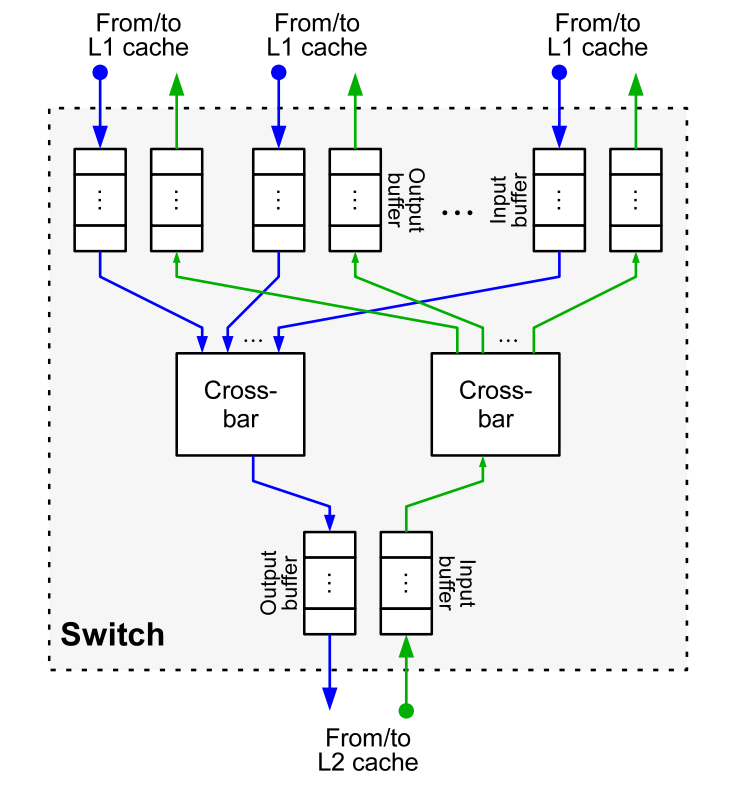 From/to
L1 cache
From/to
L1 cache
From/to
L1 cache
⋮
⋮
⋮
⋮
Output
buffer
...
Input
buffer
⋮
⋮
...
...
Cross-
bar
Cross-
bar
Output
buffer
⋮
⋮
Input
buffer
Switch
From/to
L2 cache